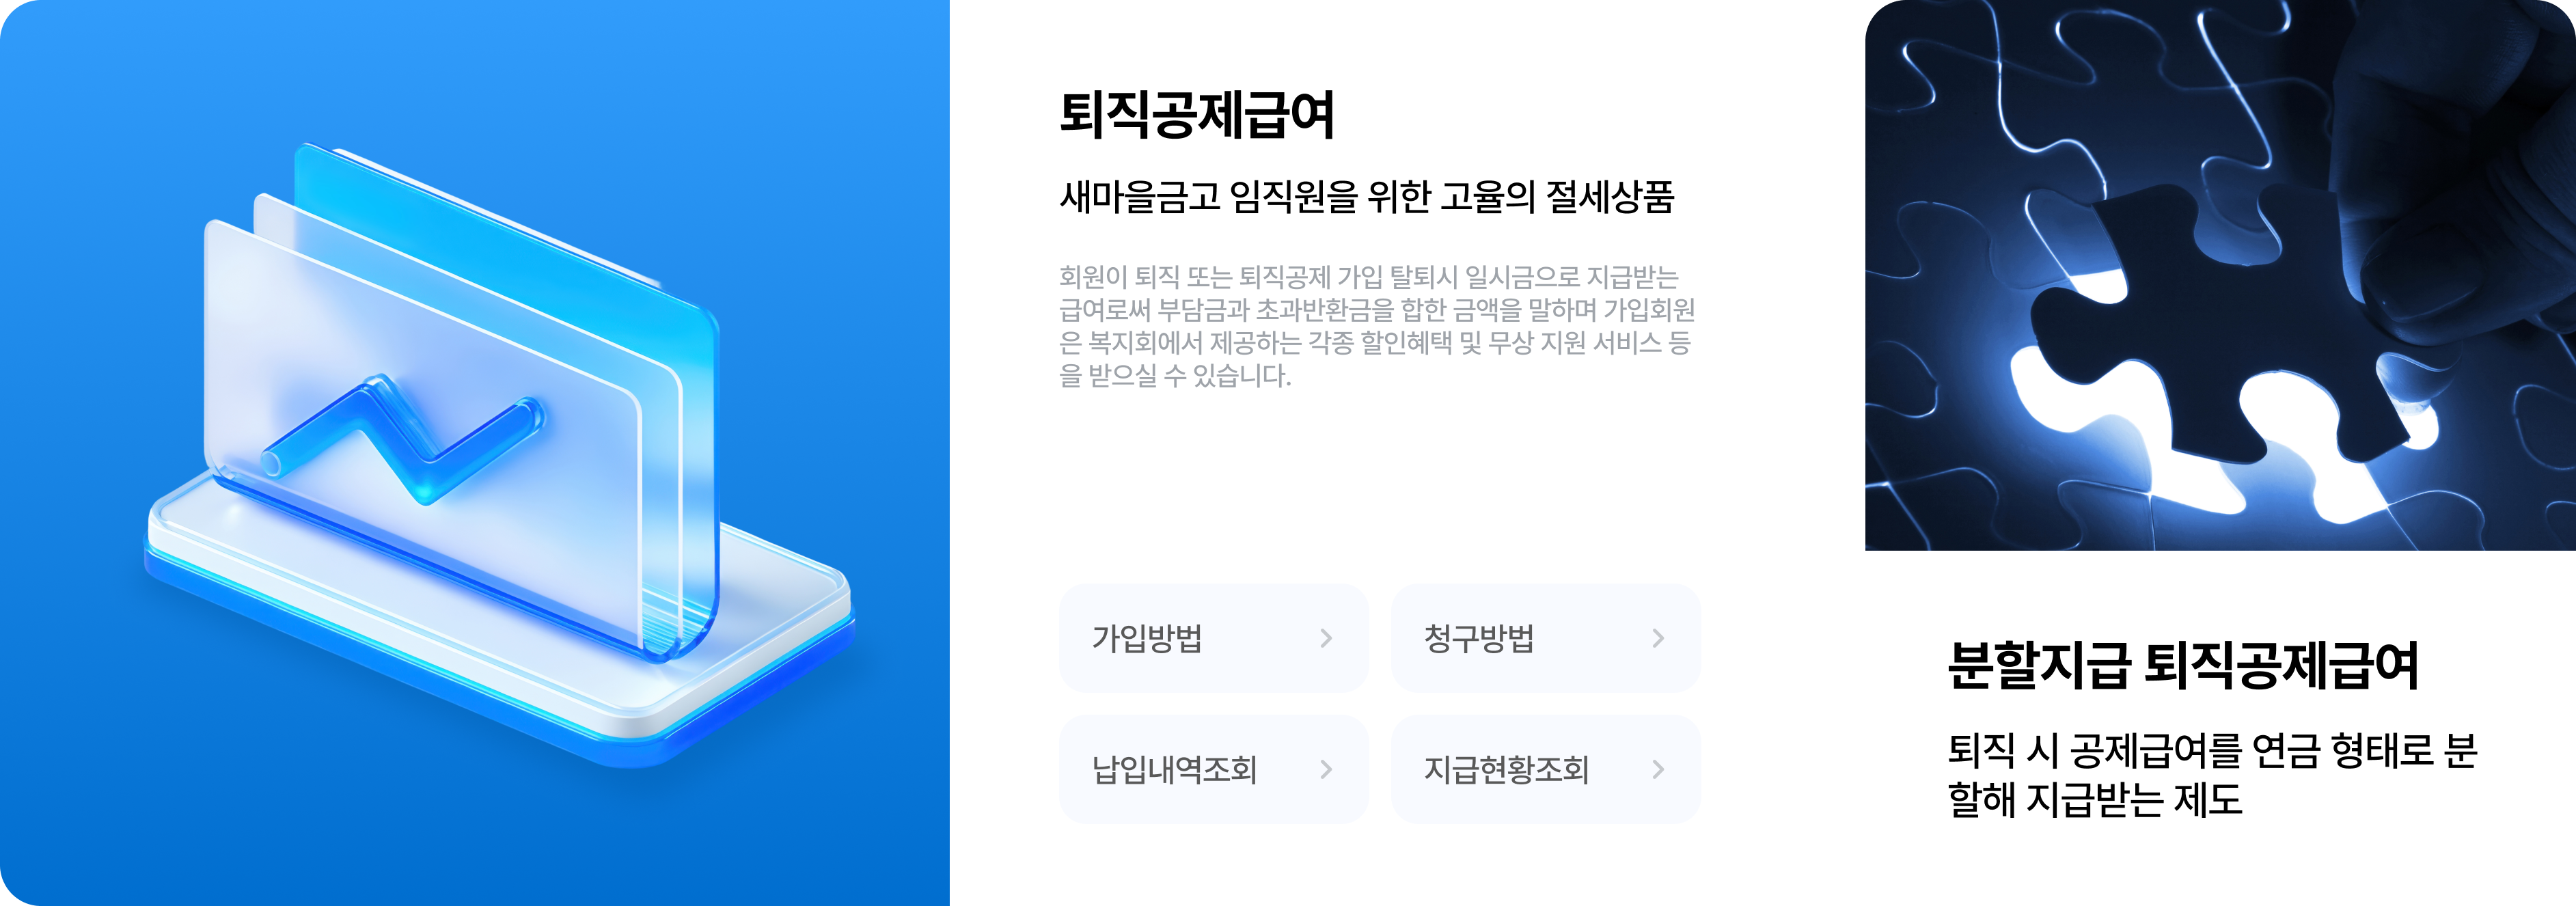 퇴직공제급여
새마을금고 임직원을 위한 고율의 절세상품
회원이 퇴직 또는 퇴직공제 가입 탈퇴시 일시금으로 지급받는
급여로써 부담금과 초과반환금을 합한 금액을 말하며 가입회원
은 복지회에서 제공하는 각종 할인혜택 및 무상 지원 서비스 등
을 받으실 수 있습니다.
가입방법
청구방법
납입내역조회
지급현황조회
분할지급 퇴직공제급여
퇴직 시 공제급여를 연금 형태로 분
할해 지급받는 제도